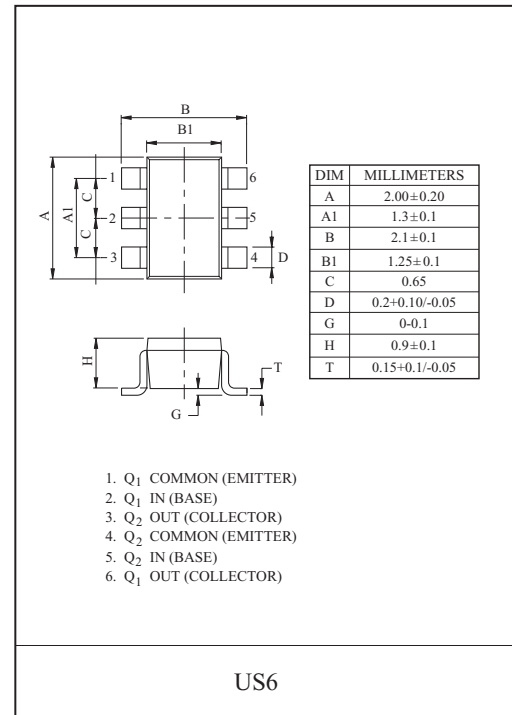 B
B1
1
6
A
A1
C
2
5
C
3
4
D
H
T
G
DIM MILLIMETERS
A 2.00±0.20
A1 1.3±0.1
B 2.1±0.1
B1 1.25±0.1
C 0.65
D 0.2+0.10/-0.05
G 0-0.1
H 0.9±0.1
T 0.15+0.1/-0.05
1. Q1 COMMON (EMITTER)
2. Q1 IN (BASE)
3. Q2 OUT (COLLECTOR)
4. Q2 COMMON (EMITTER)
5. Q2 IN (BASE)
6. Q1 OUT (COLLECTOR)
US6